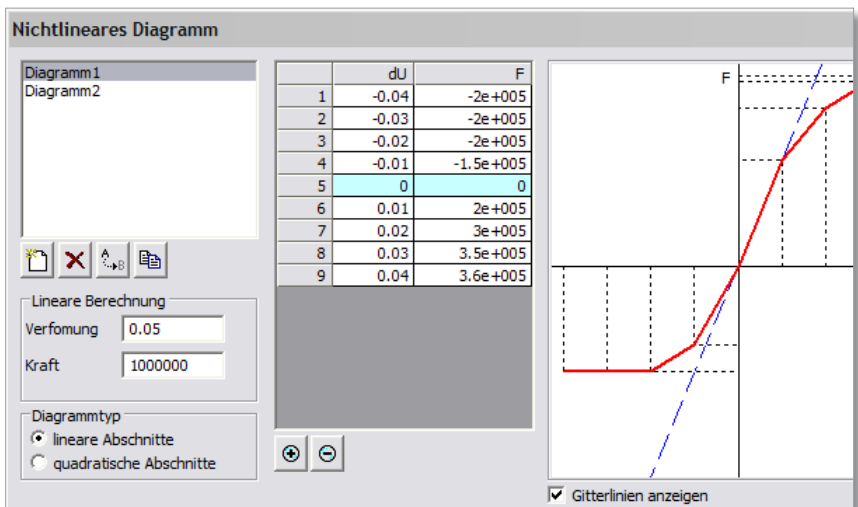 Nichtlineares Diagramm
Diagramm1
Diagramm2
dU F
1 -0.04 -2e+005
2 -0.03 -2e+005
3 -0.02 -2e+005
4 -0.01 -1.5e+005
5 0 0
6 0.01 2e+005
7 0.02 3e+005
8 0.03 3.5e+005
9 0.04 3.6e+005
A B
Lineare Berechnung
Verfomung 0.05
Kraft 1000000
Diagrammtyp
lineare Abschnitte
quadratische Abschnitte
F
Gitterlinien anzeigen